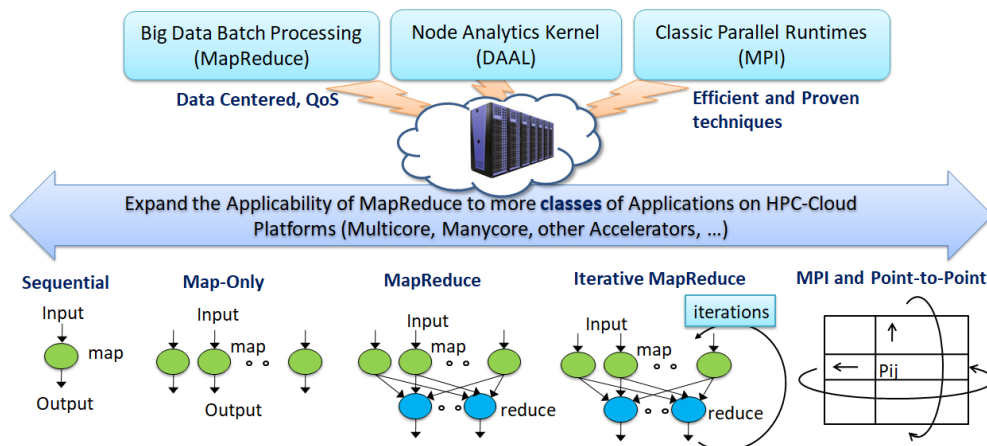 Big Data Batch Processing
(MapReduce)
Node Analytics Kernel
(DAAL)
Classic Parallel Runtimes
(MPI)
Data Centered, QoS
Efficient and Proven
techniques
Expand the Applicability of MapReduce to more classes of Applications on HPC-Cloud
Platforms (Multicore, Manycore, other Accelerators, …)
Sequential
Input
map
Output
Map-Only
Input
map
Output
MapReduce
Input
map
reduce
Iterative MapReduce
iterations
Input
map
reduce
MPI and Point-to-Point
Pij